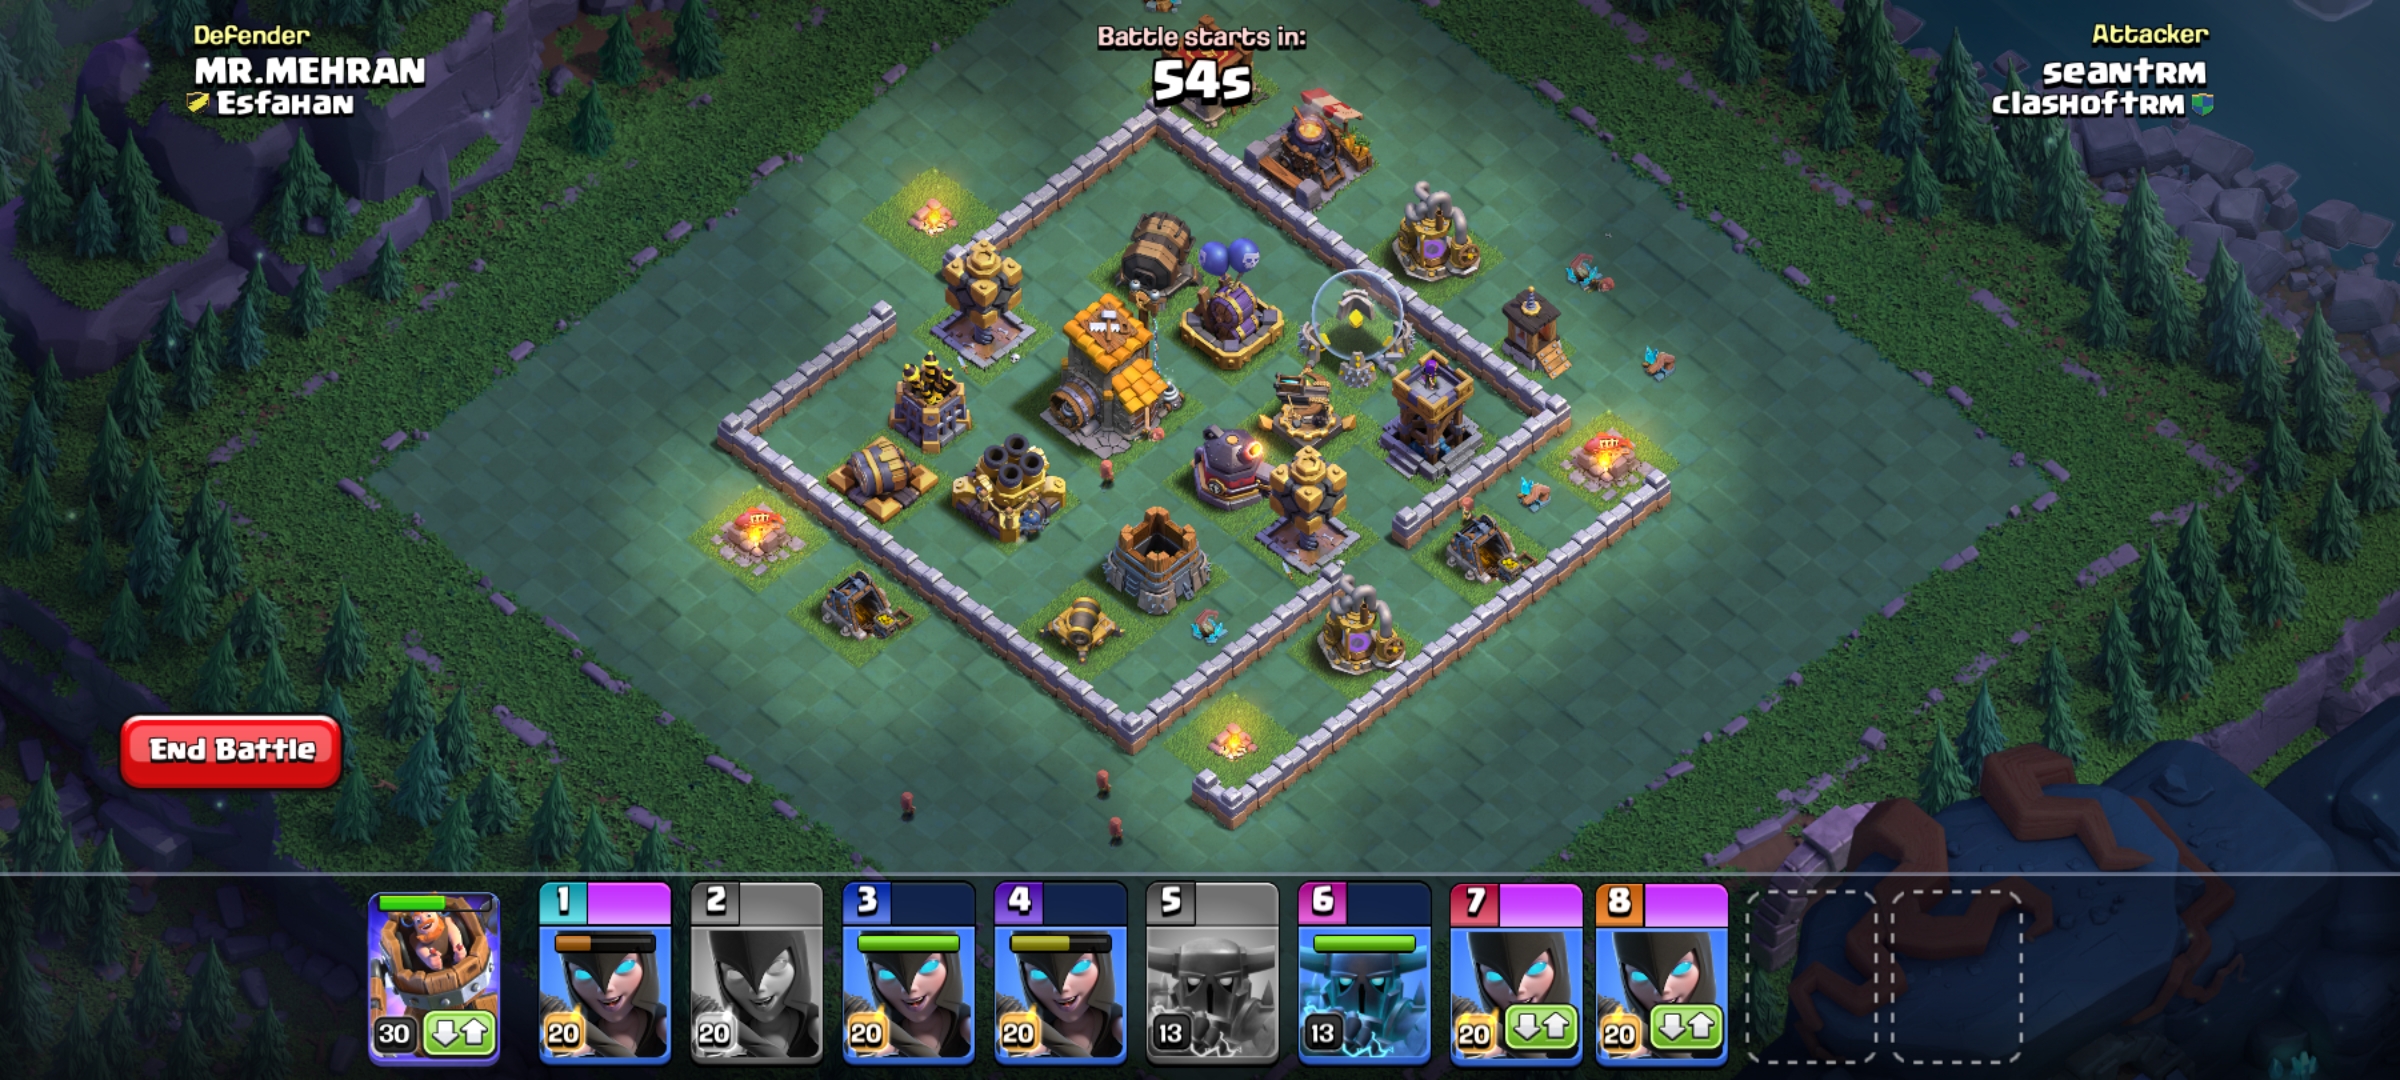 Defender
MR.MEHRAN
Esfahan
Battle starts in:
54s
Attacker
seantRM
clashoftRM
End Battle
30
1
20
2
20
3
20
4
20
5
13
6
13
7
20
8
20